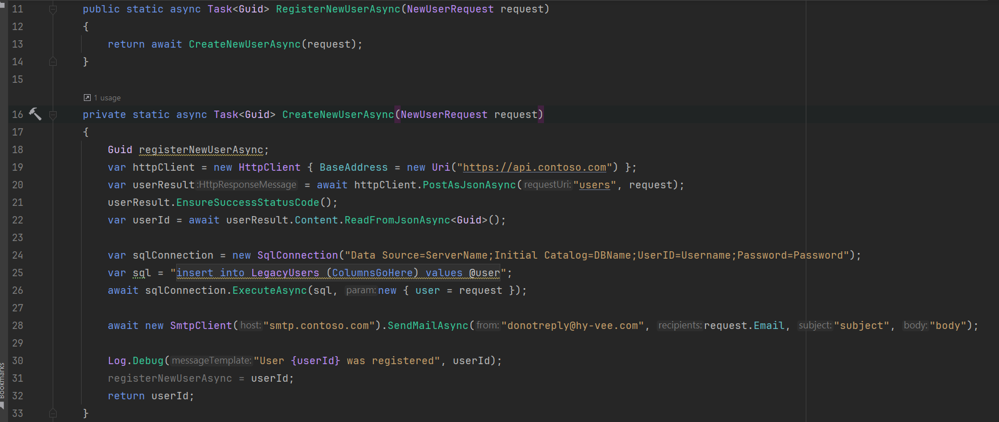 11 public static async Task<Guid> RegisterNewUserAsync(NewUserRequest request)
12 {
13 return await CreateNewUserAsync(request);
14 }
15
1 usage
16 private static async Task<Guid> CreateNewUserAsync(NewUserRequest request)
17 {
18 Guid registerNewUserAsync;
19 var httpClient = new HttpClient { BaseAddress = new Uri("https://api.contoso.com") };
20 var userResult :HttpResponseMessage = await httpClient.PostAsJsonAsync( requestUri: "users", request);
21 userResult.EnsureSuccessStatusCode();
22 var userId = await userResult.Content.ReadFromJsonAsync<Guid>();
23
24 var sqlConnection = new SqlConnection("Data Source=ServerName;Initial Catalog=DBName;UserID=Username;Password=Password");
25 var sql = "insert into LegacyUsers (ColumnsGoHere) values @user";
26 await sqlConnection.ExecuteAsync(sql, param: new { user = request });
27
28 await new SmtpClient( host: "smtp.contoso.com").SendMailAsync( from: "donotreply@hy-vee.com", recipients: request.Email, subject: "subject", body: "body");
29
30 Log.Debug( messageTemplate: "User {userId} was registered", userId);
31 registerNewUserAsync = userId;
32 return userId;
33 }
Bookmarks